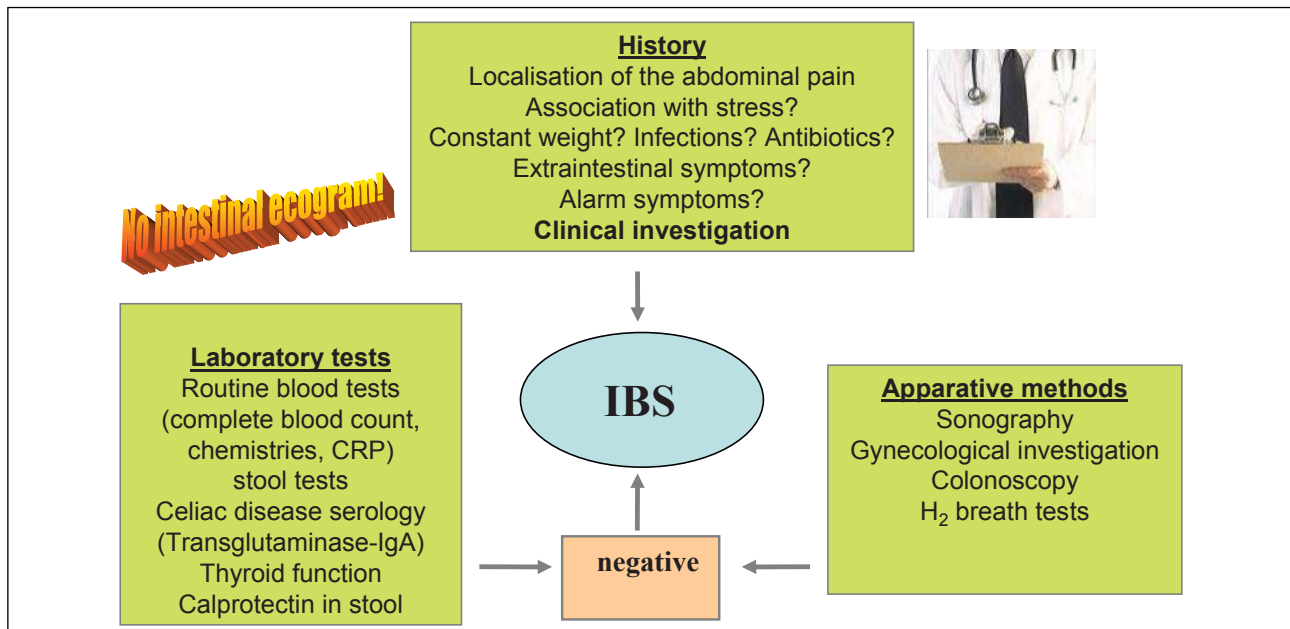 History
Localisation of the abdominal pain
Association with stress?
Constant weight? Infections? Antibiotics?
Extraintestinal symptoms?
Alarm symptoms?
Clinical investigation
No intestinal ecogram!
Laboratory tests
Routine blood tests
(complete blood count,
chemistries, CRP)
stool tests
Celiac disease serology
(Transglutaminase-IgA)
Thyroid function
Calprotectin in stool
IBS
negative
Apparative methods
Sonography
Gynecological investigation
Colonoscopy
H₂ breath tests